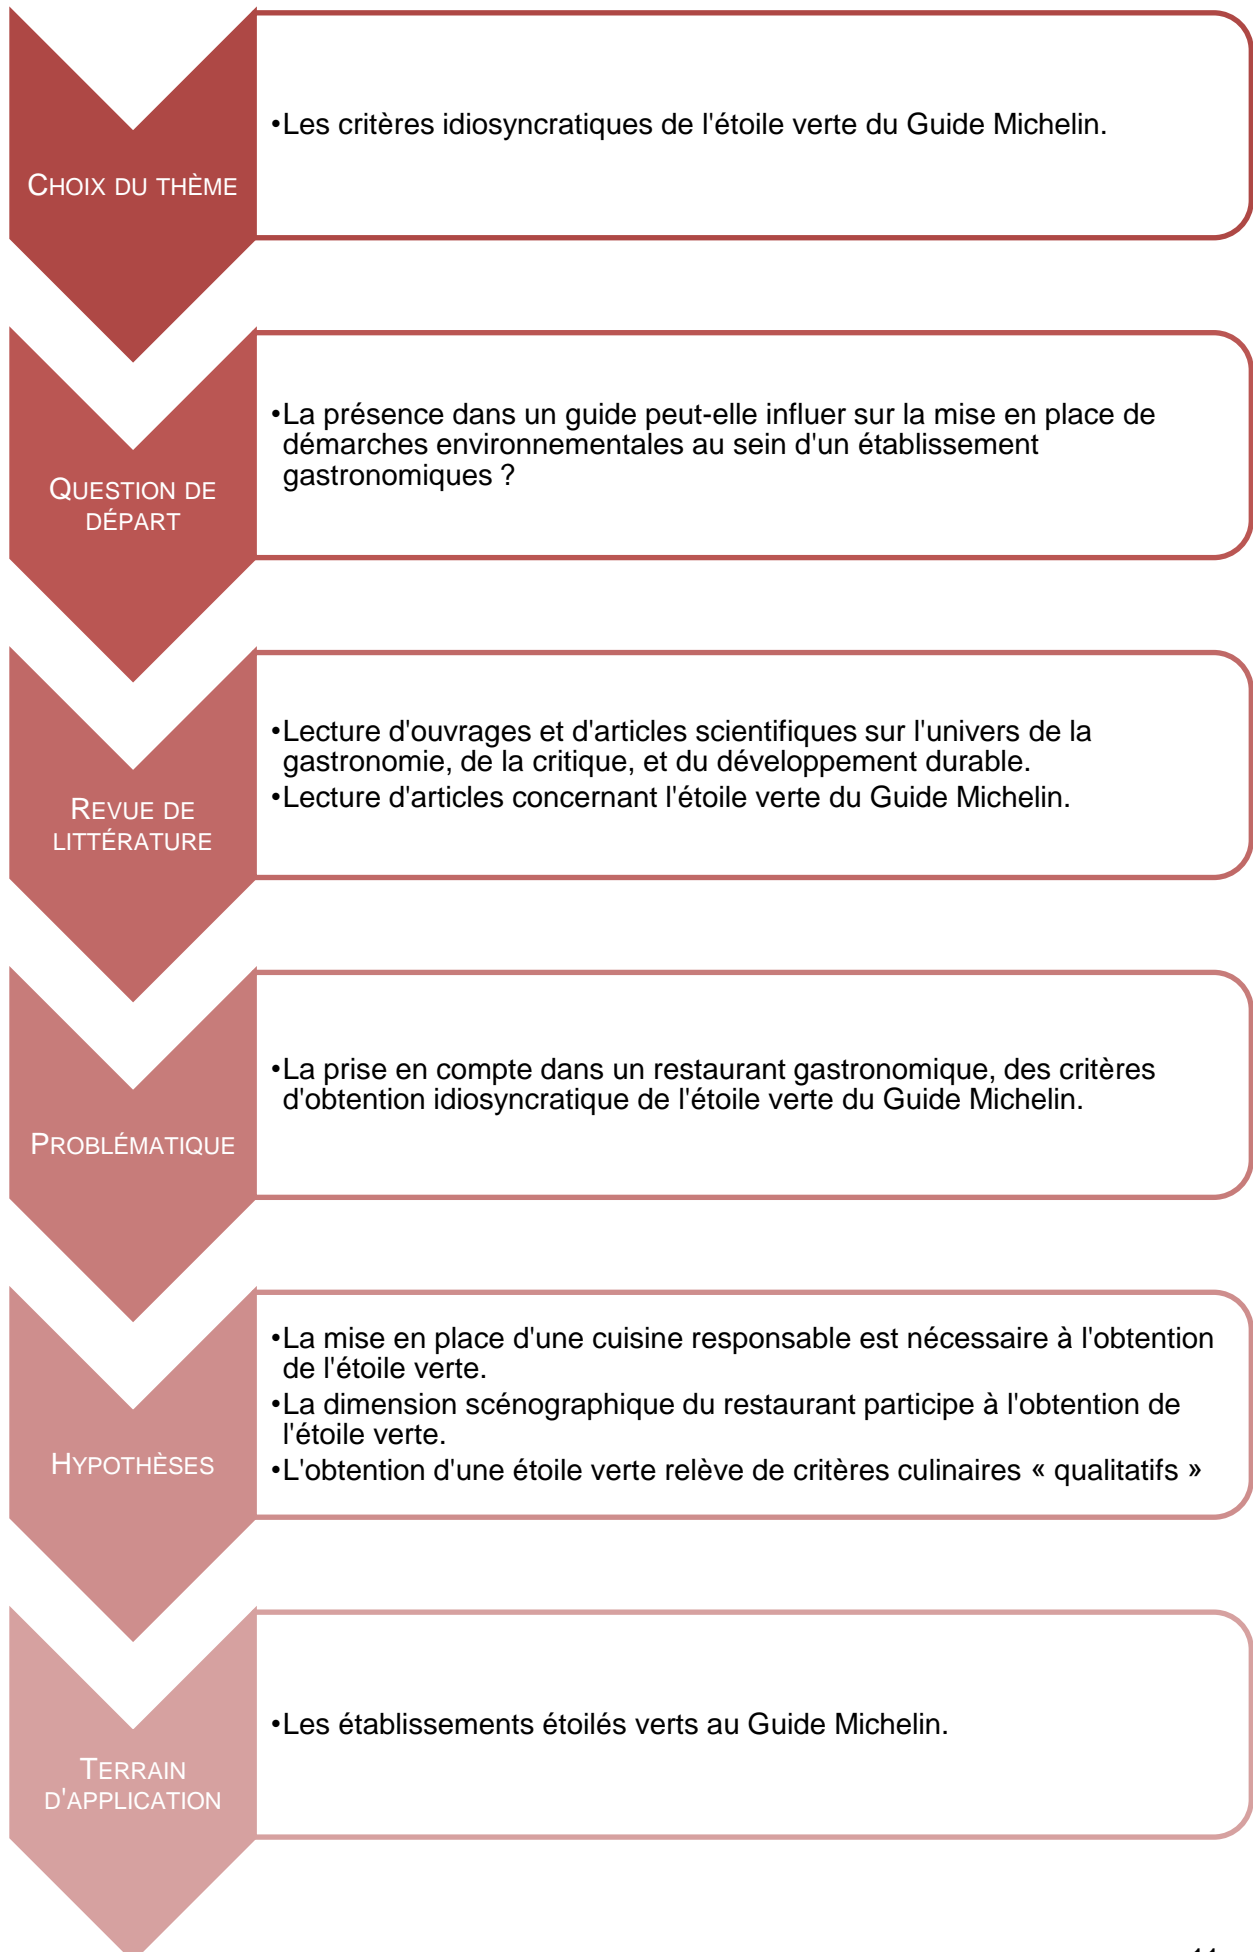 CHOIX DU THÈME
•Les critères idiosyncratiques de l'étoile verte du Guide Michelin.
QUESTION DE
DÉPART
•La présence dans un guide peut-elle influer sur la mise en place de
démarches environnementales au sein d'un établissement
gastronomiques ?
REVUE DE
LITTÉRATURE
•Lecture d'ouvrages et d'articles scientifiques sur l'univers de la
gastronomie, de la critique, et du développement durable.
•Lecture d'articles concernant l'étoile verte du Guide Michelin.
PROBLÉMATIQUE
•La prise en compte dans un restaurant gastronomique, des critères
d'obtention idiosyncratique de l'étoile verte du Guide Michelin.
HYPOTHÈSES
•La mise en place d'une cuisine responsable est nécessaire à l'obtention
de l'étoile verte.
•La dimension scénographique du restaurant participe à l'obtention de
l'étoile verte.
•L'obtention d'une étoile verte relève de critères culinaires « qualitatifs »
TERRAIN
D'APPLICATION
•Les établissements étoilés verts au Guide Michelin.